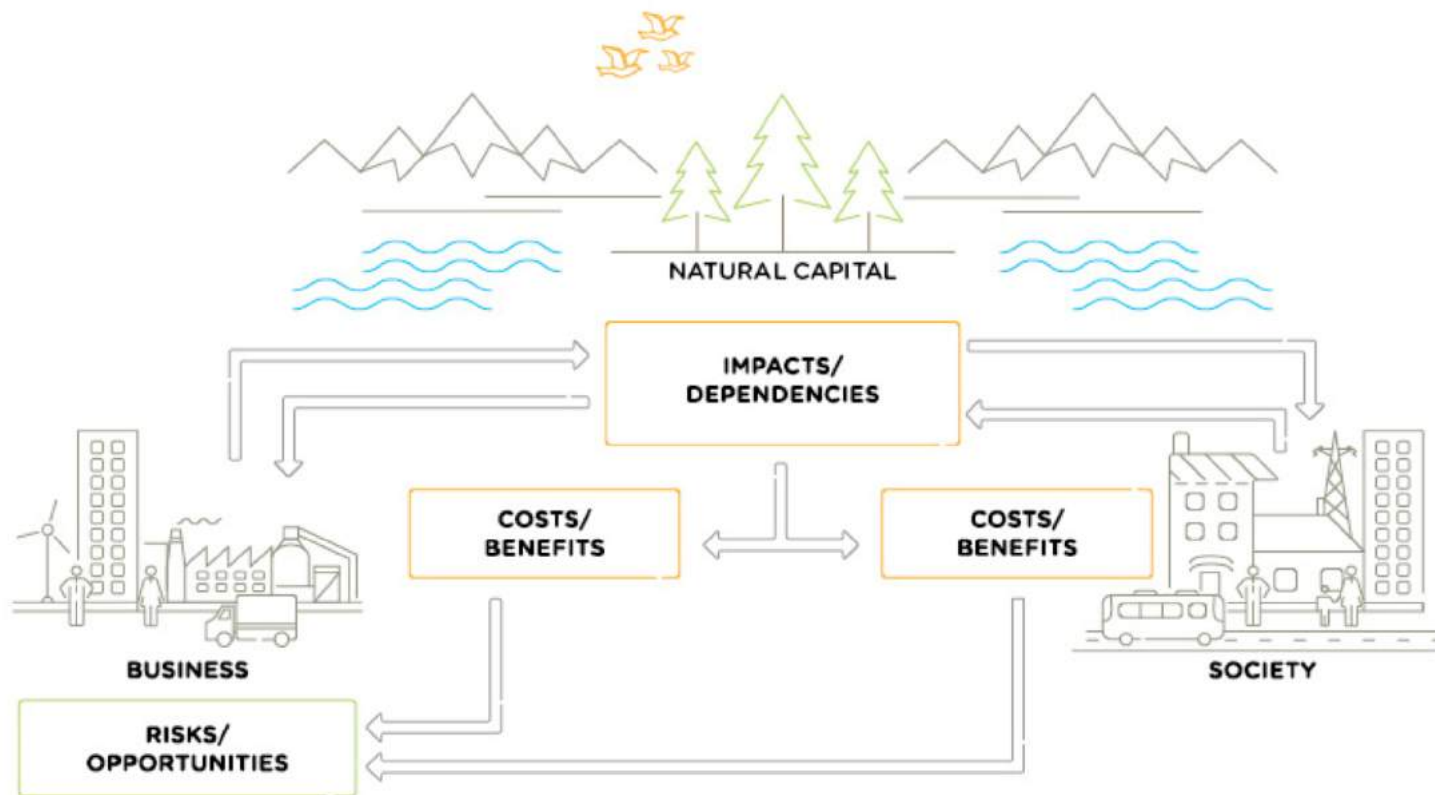 NATURAL CAPITAL
IMPACTS/
DEPENDENCIES
COSTS/
BENEFITS
COSTS/
BENEFITS
BUSINESS
SOCIETY
RISKS/
OPPORTUNITIES